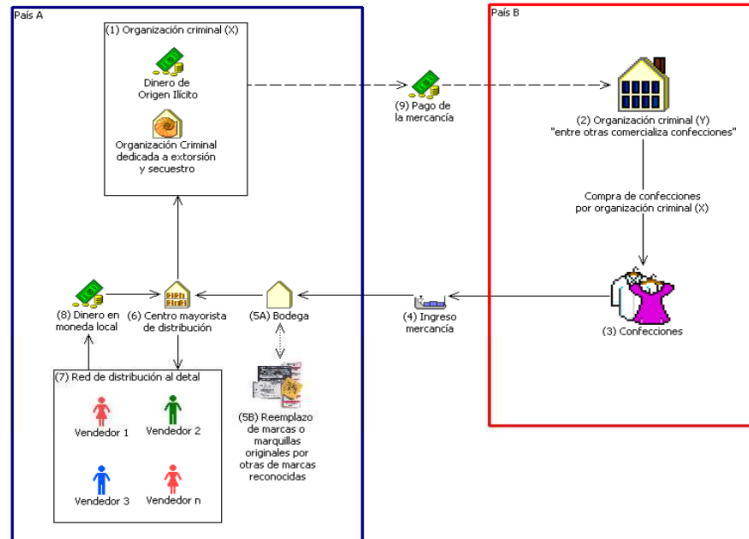 País A
(1) Organización criminal (X)
Dinero de
Origen Ilícito
Organización Criminal
dedicada a extorsión
y secuestro
(9) Pago de
la mercancía
País B
(2) Organización criminal (Y)
"entre otras comercializa confecciones"
Compra de confecciones
por organización criminal (X)
(3) Confecciones
(4) Ingreso
mercancía
(5A) Bodega
(5B) Reemplazo
de marcas o
marquillas
originales por
otras de marcas
reconocidas
(6) Centro mayorista
de distribución
(8) Dinero en
moneda local
(7) Red de distribución al detal
Vendedor 1
Vendedor 2
Vendedor 3
Vendedor n